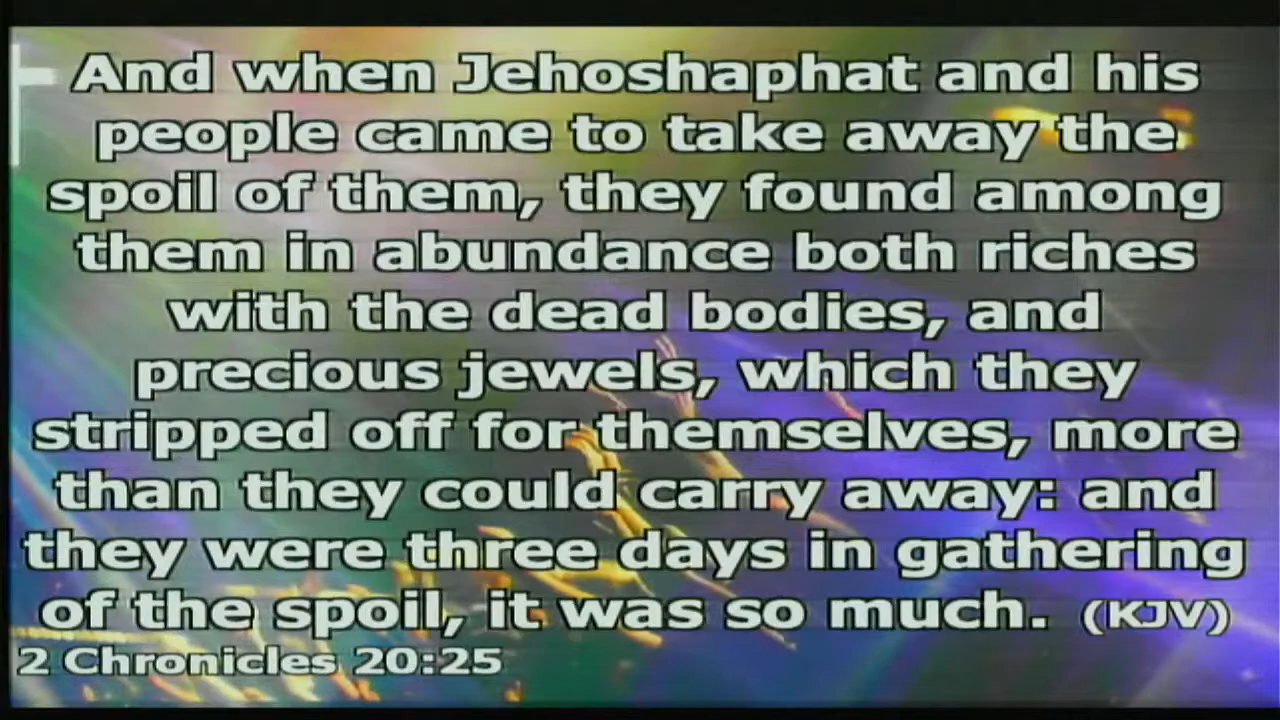 And when Jehoshaphat and his
people came to take away the
spoil of them, they found among
them in abundance both riches
with the dead bodies, and
precious jewels, which they
stripped off for themselves, more
than they could carry away: and
they were three days in gathering
of the spoil, it was so much. (KJV)
2 Chronicles 20:25